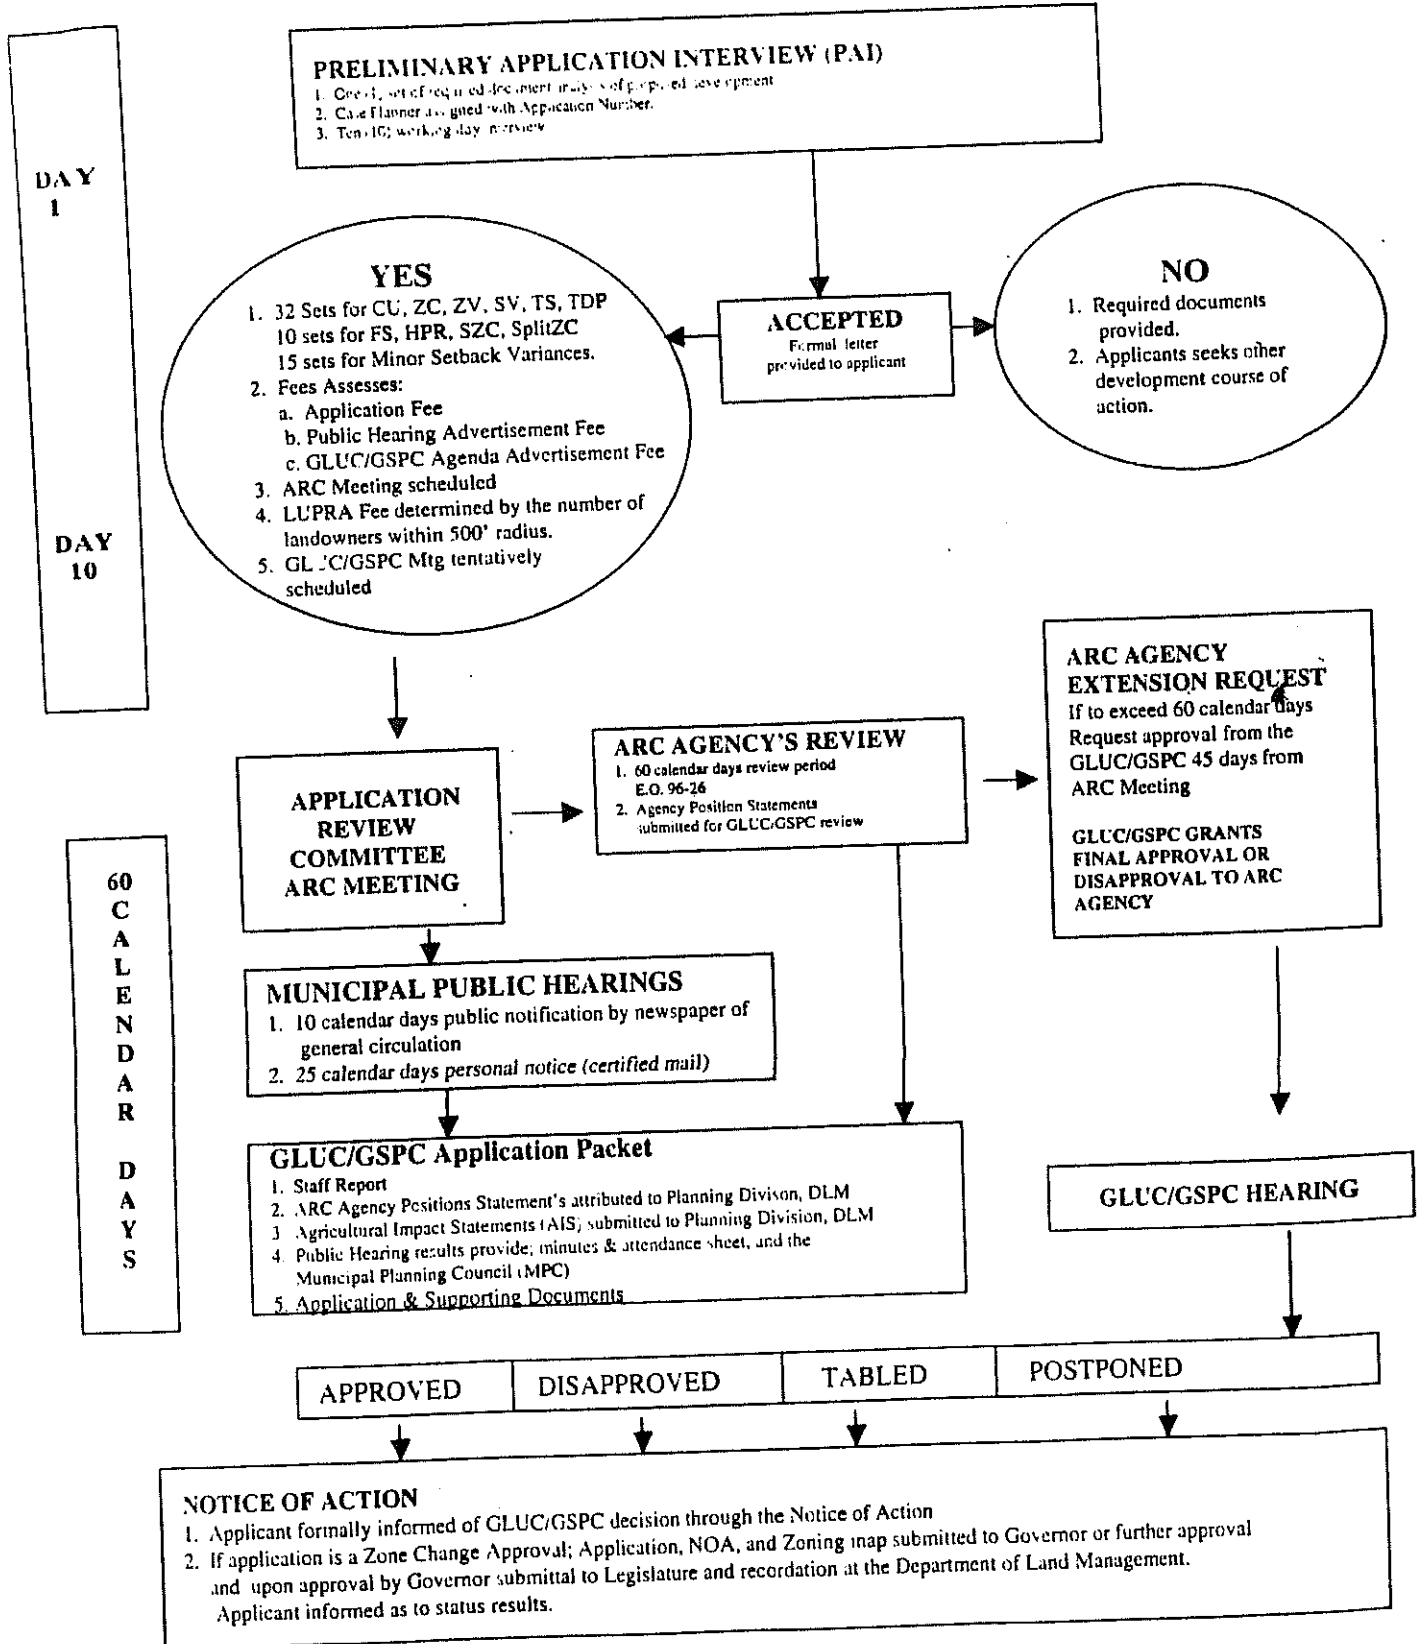 PRELIMINARY APPLICATION INTERVIEW (PAI)
1. set of required document analysis of proposed development
2. Case Planner assigned with Application Number.
3. Ten (10) working day
DAY
1
DAY
10
YES
1. 32 Sets for CU, ZC, ZV, SV, TS, TDP
10 sets for FS, HPR, SZC, SplitZC
15 sets for Minor Setback Variances.
2. Fees Assesses:
a. Application Fee
b. Public Hearing Advertisement Fee
c. GLUC/GSPC Agenda Advertisement Fee
3. ARC Meeting scheduled
4. LUPRA Fee determined by the number of
landowners within 500' radius.
5. GLUC/GSPC Mtg tentatively
scheduled
ACCEPTED
Formal letter
provided to applicant
NO
1. Required documents
provided.
2. Applicants seeks other
development course of
action.
APPLICATION
REVIEW
COMMITTEE
ARC MEETING
ARC AGENCY'S REVIEW
1. 60 calendar days review period
E.O. 96-26
2. Agency Position Statements
submitted for GLUC/GSPC review
ARC AGENCY
EXTENSION REQUEST
If to exceed 60 calendar days
Request approval from the
GLUC/GSPC 45 days from
ARC Meeting
GLUC/GSPC GRANTS
FINAL APPROVAL OR
DISAPPROVAL TO ARC
AGENCY
60
C
A
L
E
N
D
A
R
D
A
Y
S
MUNICIPAL PUBLIC HEARINGS
1. 10 calendar days public notification by newspaper of
general circulation
2. 25 calendar days personal notice (certified mail)
GLUC/GSPC Application Packet
1. Staff Report
2. ARC Agency Positions Statement's attributed to Planning Divison, DLM
3 Agricultural Impact Statements (AIS) submitted to Planning Division, DLM
4. Public Hearing results provide; minutes & attendance sheet, and the
Municipal Planning Council (MPC)
5. Application & Supporting Documents
GLUC/GSPC HEARING
APPROVED
DISAPPROVED
TABLED
POSTPONED
NOTICE OF ACTION
1. Applicant formally informed of GLUC/GSPC decision through the Notice of Action
2. If application is a Zone Change Approval; Application, NOA, and Zoning map submitted to Governor or further approval
and upon approval by Governor submittal to Legislature and recordation at the Department of Land Management.
Applicant informed as to status results.